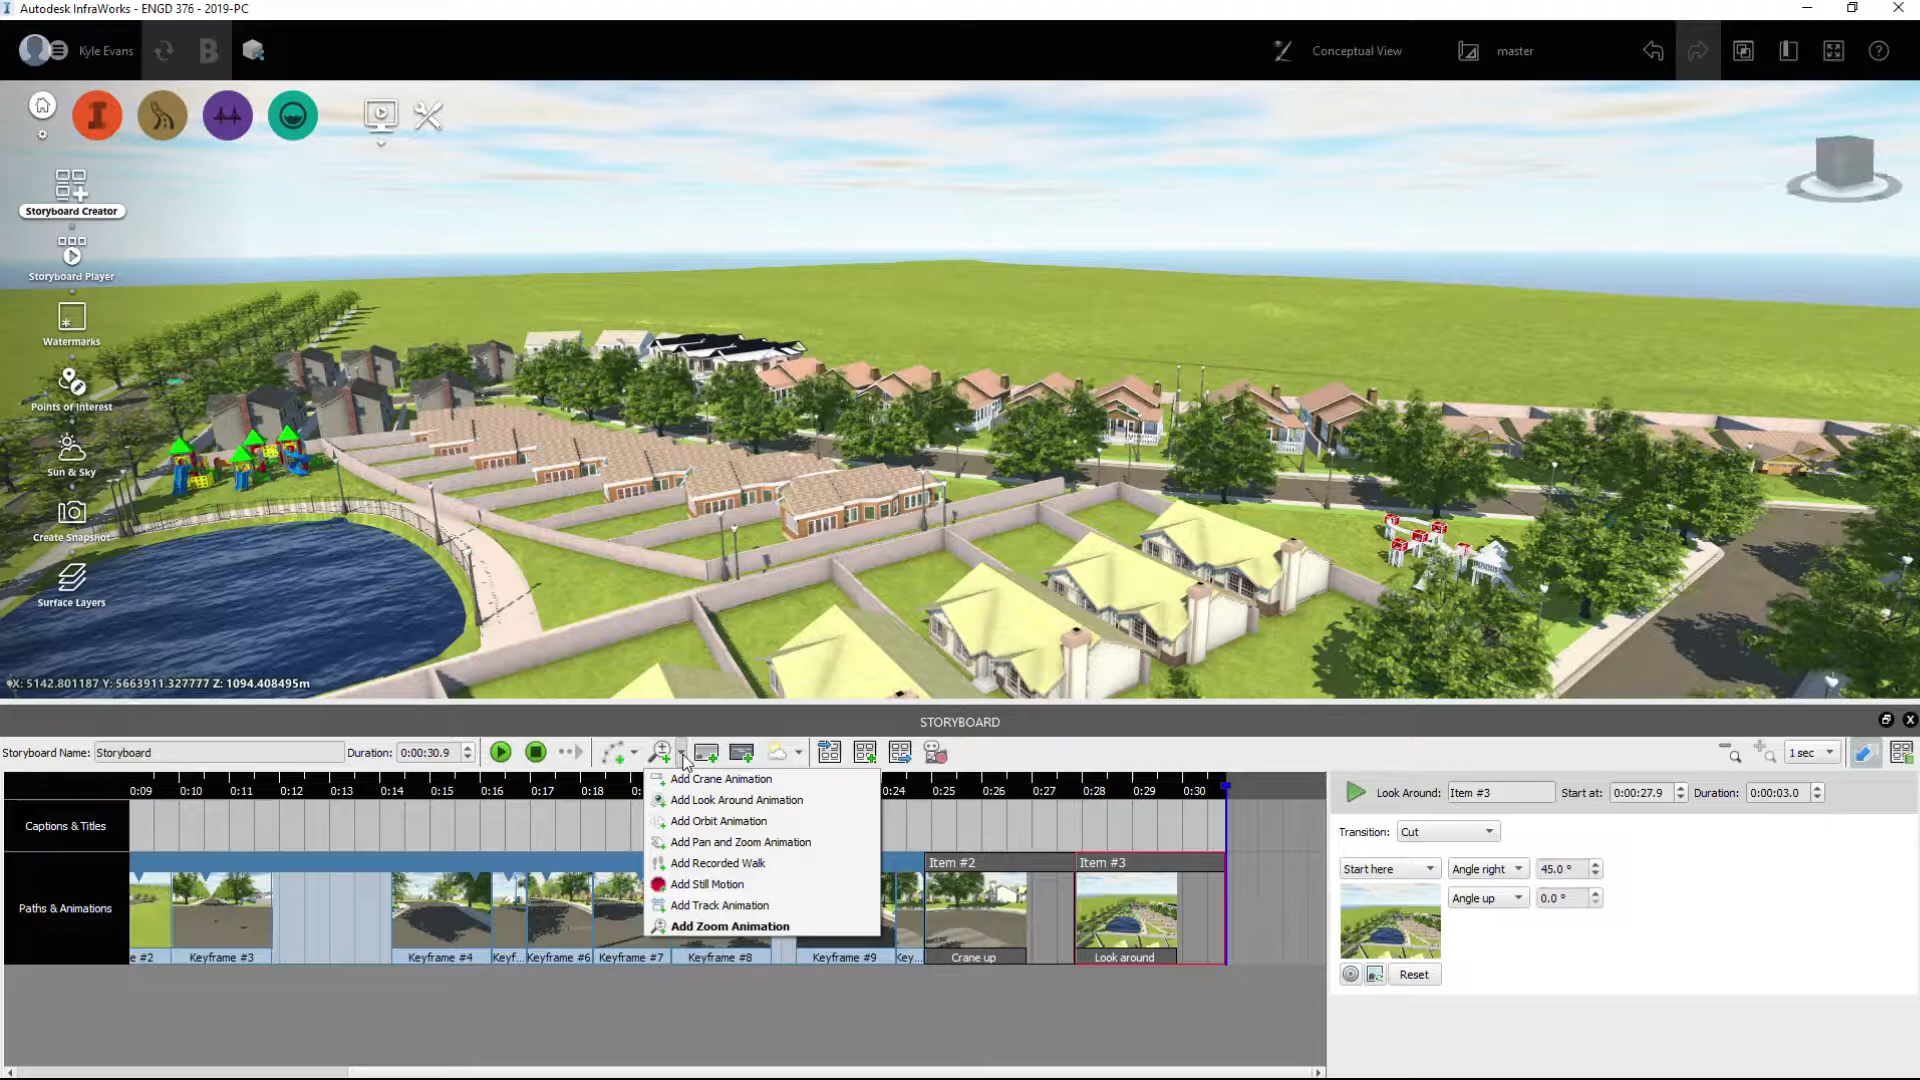 Autodesk InfraWorks - ENGD 376 - 2019-PC
Kyle Evans
Conceptual View
master
Storyboard Creator
Storyboard Player
Watermarks
Points of Interest
Sun & Sky
Create Snapshot
Surface Layers
X: 5142.801187 Y: 5663911.327777 Z: 1094.408495m
STORYBOARD
Storyboard Name: Storyboard Duration: 0:00:30.9 1 sec
Add Crane Animation
Add Look Around Animation
Add Orbit Animation
Add Pan and Zoom Animation
Add Recorded Walk
Add Still Motion
Add Track Animation
Add Zoom Animation
0:09 0:10 0:11 0:12 0:13 0:14 0:15 0:16 0:17 0:18 0:24 0:25 0:26 0:27 0:28 0:29 0:30
Captions & Titles
Paths & Animations
Item #2 Item #3
e #2 Keyframe #3 Keyframe #4 Keyf... Keyframe #6 Keyframe #7 Keyframe #8 Keyframe #9 Key... Crane up Look around
Look Around: Item #3 Start at: 0:00:27.9 Duration: 0:00:03.0
Transition: Cut
Start here Angle right 45.0 °
Angle up 0.0 °
Reset